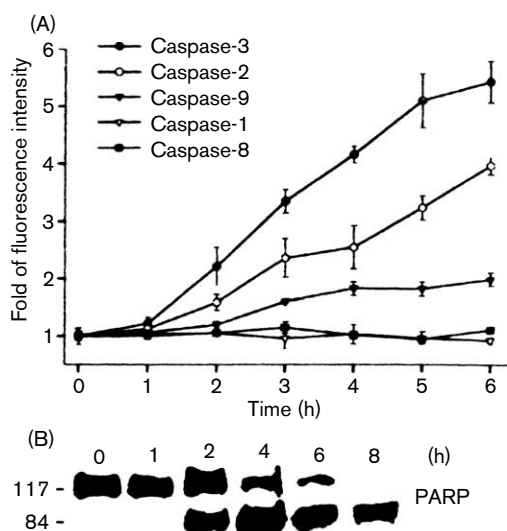 (A)
Fold of fluorescence intensity
6
5
4
3
2
1
Caspase-3
Caspase-2
Caspase-9
Caspase-1
Caspase-8
0 1 2 3 4 5 6
Time (h)
(B)
0 1 2 4 6 8 (h)
117
84
PARP